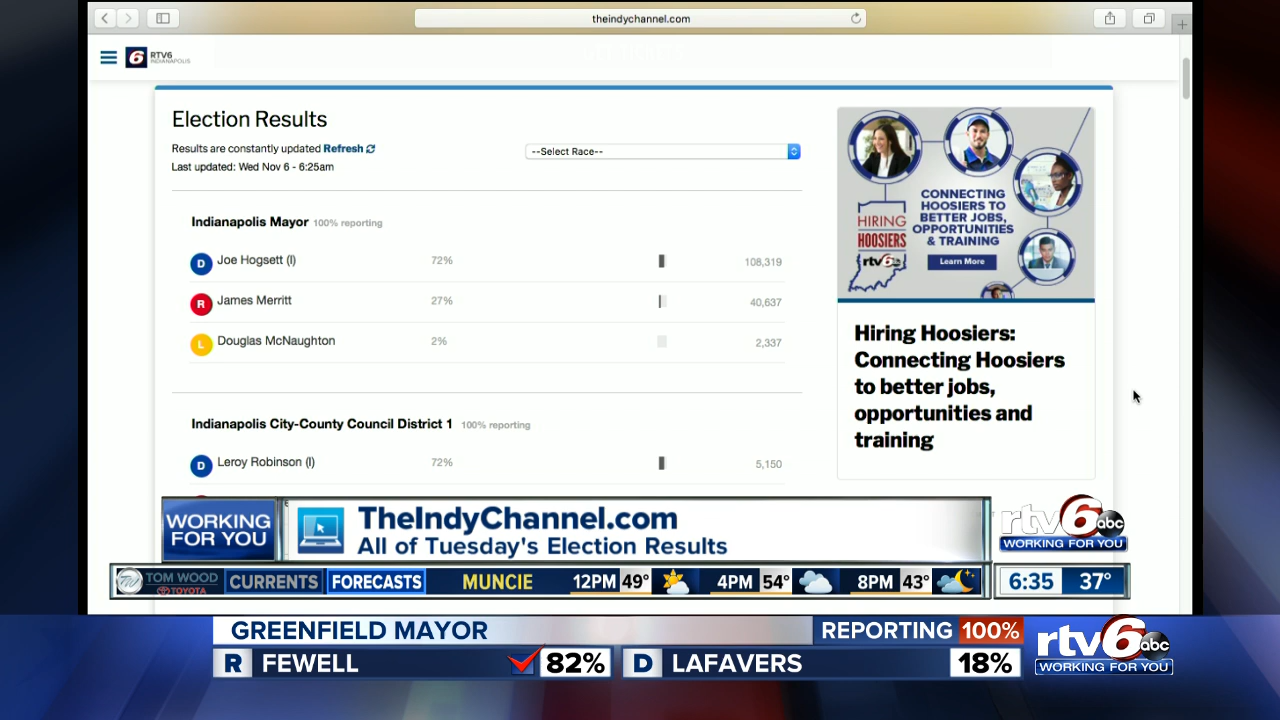 theindychannel.com
6 RTV6
INDIANAPOLIS
Election Results
Results are constantly updated Refresh
Last updated: Wed Nov 6 - 6:25am
--Select Race--
Indianapolis Mayor 100% reporting
D Joe Hogsett (I) 72% 108,319
R James Merritt 27% 40,637
L Douglas McNaughton 2% 2,337
Indianapolis City-County Council District 1 100% reporting
D Leroy Robinson (I) 72% 5,150
HIRING
HOOSIERS
rtv6
CONNECTING
HOOSIERS TO
BETTER JOBS,
OPPORTUNITIES
& TRAINING
Learn More
Hiring Hoosiers:
Connecting Hoosiers
to better jobs,
opportunities and
training
WORKING
FOR YOU
TheIndyChannel.com
All of Tuesday's Election Results
rtv6 abc
WORKING FOR YOU
TW TOM WOOD
TOYOTA
CURRENTS FORECASTS MUNCIE 12PM 49° 4PM 54° 8PM 43°
6:35 37°
GREENFIELD MAYOR REPORTING 100%
R FEWELL 82% D LAFAVERS 18%
rtv6 abc
WORKING FOR YOU